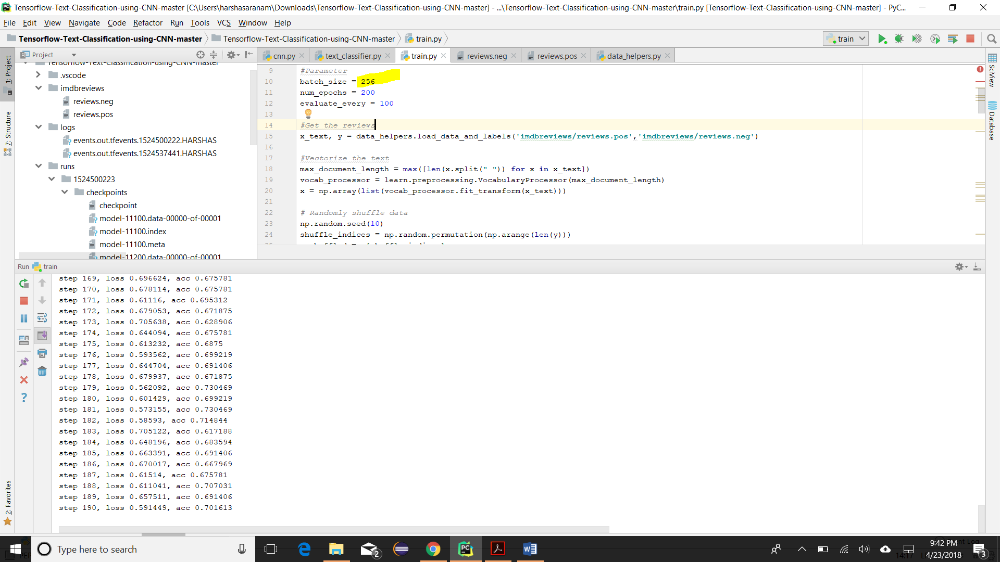 Tensorflow-Text-Classification-using-CNN-master [C:\Users\harshasaranam\Downloads\Tensorflow-Text-Classification-using-CNN-master] - ...\Tensorflow-Text-Classification-using-CNN-master\train.py [Tensorflow-Text-Classification-using-CNN-master] - PyC...
File Edit View Navigate Code Refactor Run Tools VCS Window Help
Tensorflow-Text-Classification-using-CNN-master Tensorflow-Text-Classification-using-CNN-master train.py train
Project
cnn.py text_classifier.py train.py reviews.neg reviews.pos data_helpers.py
1: Project
7: Structure
2: Favorites
SciView
Database
Tensorflow-Text-Classification-using-CNN-master
.vscode
imdbreviews
reviews.neg
reviews.pos
logs
events.out.tfevents.1524500222.HARSHAS
events.out.tfevents.1524537441.HARSHAS
runs
1524500223
checkpoints
checkpoint
model-11100.data-00000-of-00001
model-11100.index
model-11100.meta
model-11200.data-00000-of-00001
9 #Parameter
10 batch_size = 256
11 num_epochs = 200
12 evaluate_every = 100
13
14 #Get the reviews
15 x_text, y = data_helpers.load_data_and_labels('imdbreviews/reviews.pos','imdbreviews/reviews.neg')
16
17 #Vectorize the text
18 max_document_length = max([len(x.split(" ")) for x in x_text])
19 vocab_processor = learn.preprocessing.VocabularyProcessor(max_document_length)
20 x = np.array(list(vocab_processor.fit_transform(x_text)))
21
22 # Randomly shuffle data
23 np.random.seed(10)
24 shuffle_indices = np.random.permutation(np.arange(len(y)))
Run train
step 169, loss 0.696624, acc 0.675781
step 170, loss 0.678114, acc 0.675781
step 171, loss 0.61116, acc 0.695312
step 172, loss 0.679053, acc 0.671875
step 173, loss 0.705638, acc 0.628906
step 174, loss 0.644094, acc 0.675781
step 175, loss 0.613232, acc 0.6875
step 176, loss 0.593562, acc 0.699219
step 177, loss 0.644704, acc 0.691406
step 178, loss 0.679937, acc 0.671875
step 179, loss 0.562092, acc 0.730469
step 180, loss 0.601429, acc 0.699219
step 181, loss 0.573155, acc 0.730469
step 182, loss 0.58593, acc 0.714844
step 183, loss 0.705122, acc 0.617188
step 184, loss 0.648196, acc 0.683594
step 185, loss 0.663391, acc 0.691406
step 186, loss 0.670017, acc 0.667969
step 187, loss 0.61514, acc 0.675781
step 188, loss 0.611041, acc 0.707031
step 189, loss 0.657511, acc 0.691406
step 190, loss 0.591449, acc 0.701613
Type here to search
2
9:42 PM
4/23/2018
3